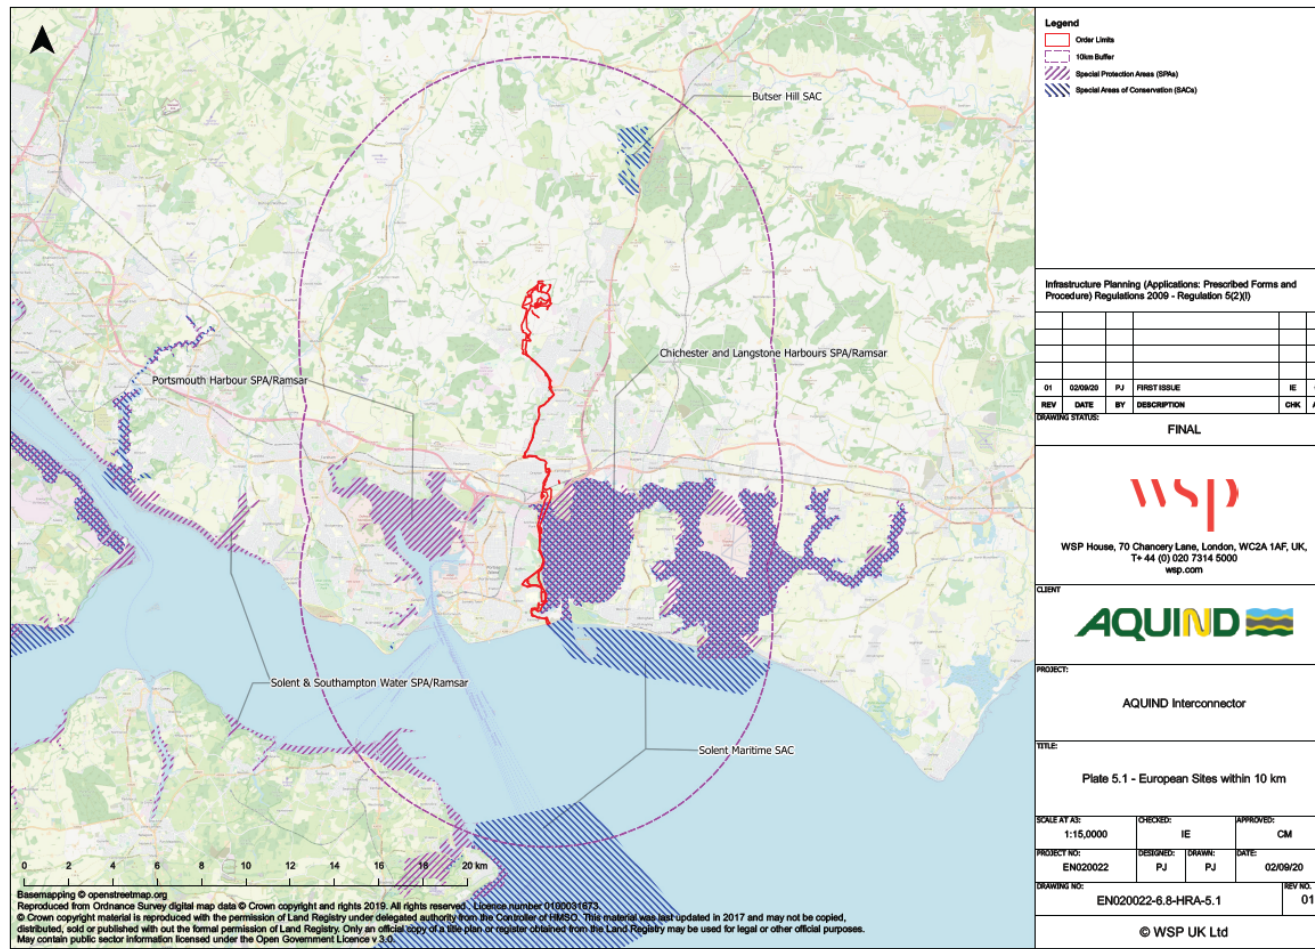 Butser Hill SAC
Chichester and Langstone Harbours SPA/Ramsar
Portsmouth Harbour SPA/Ramsar
Solent & Southampton Water SPA/Ramsar
Solent Maritime SAC
0 2 4 6 8 10 12 14 16 18 20 km
Basemapping © openstreetmap.org
Reproduced from Ordnance Survey digital map data © Crown copyright and rights 2019. All rights reserved. Licence number 0100031673.
© Crown copyright material is reproduced with the permission of Land Registry under delegated authority from the Controller of HMSO. This material was last updated in 2017 and may not be copied,
distributed, sold or published with out the formal permission of Land Registry. Only an official copy of a title plan or register obtained from the Land Registry may be used for legal or other official purposes.
May contain public sector information licensed under the Open Government Licence v 3.0.
Legend
Order Limits
10km Buffer
Special Protection Areas (SPAs)
Special Areas of Conservation (SACs)
Infrastructure Planning (Applications: Prescribed Forms and
Procedure) Regulations 2009 - Regulation 5(2)(l)
01 02/09/20 PJ FIRST ISSUE IE
REV DATE BY DESCRIPTION CHK
DRAWING STATUS:
FINAL
wsp
WSP House, 70 Chancery Lane, London, WC2A 1AF, UK,
T+ 44 (0) 020 7314 5000
wsp.com
CLIENT
AQUIND
PROJECT:
AQUIND Interconnector
TITLE:
Plate 5.1 - European Sites within 10 km
SCALE AT A3: CHECKED: APPROVED:
1:15,0000 IE CM
PROJECT NO: DESIGNED: DRAWN: DATE:
EN020022 PJ PJ 02/09/20
DRAWING NO: REV NO.
EN020022-6.8-HRA-5.1 01
© WSP UK Ltd